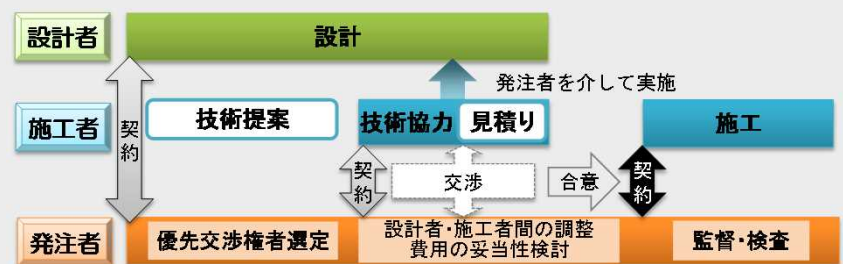 設計者
設計
発注者を介して実施
施工者
契約
技術提案
技術協力
見積り
施工
契約
交渉
合意
契約
発注者
優先交渉権者選定
設計者・施工者間の調整
費用の妥当性検討
監督・検査